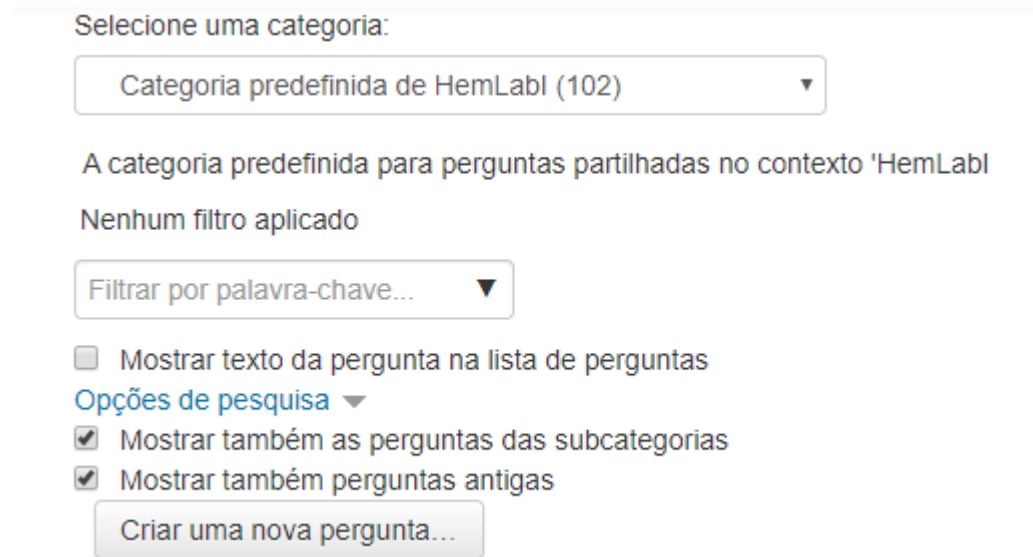 Selecione uma categoria:
Categoria predefinida de HemLabI (102)
A categoria predefinida para perguntas partilhadas no contexto 'HemLabI
Nenhum filtro aplicado
Filtrar por palavra-chave...
Mostrar texto da pergunta na lista de perguntas
Opções de pesquisa
Mostrar também as perguntas das subcategorias
Mostrar também perguntas antigas
Criar uma nova pergunta...